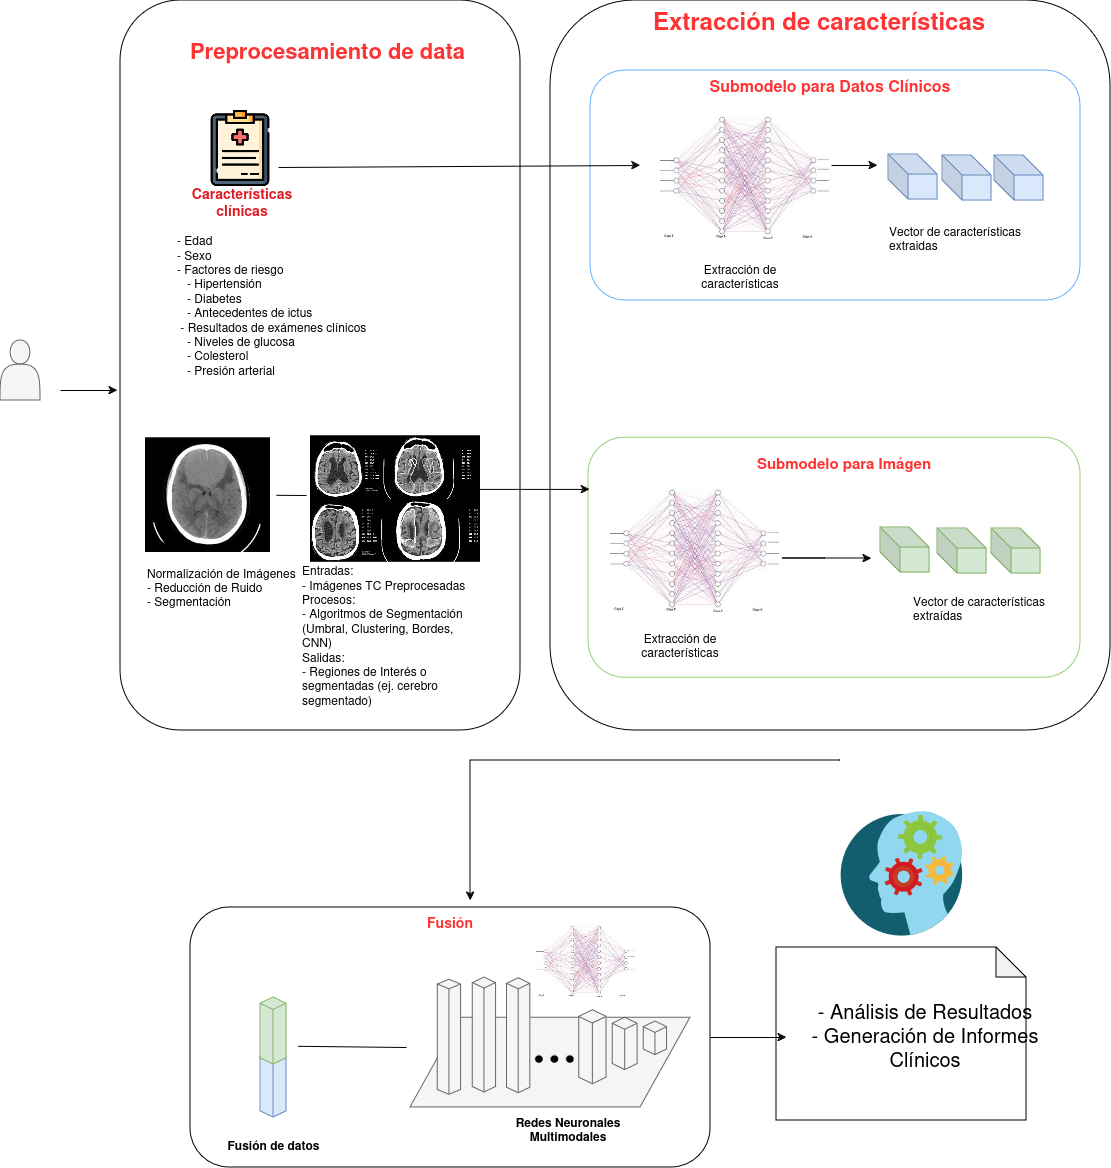 Preprocesamiento de data
Características
clínicas
- Edad
- Sexo
- Factores de riesgo
- Hipertensión
- Diabetes
- Antecedentes de ictus
- Resultados de exámenes clínicos
- Niveles de glucosa
- Colesterol
- Presión arterial
Normalización de Imágenes
- Reducción de Ruido
- Segmentación
Entradas:
- Imágenes TC Preprocesadas
Procesos:
- Algoritmos de Segmentación
(Umbral, Clustering, Bordes,
CNN)
Salidas:
- Regiones de Interés o
segmentadas (ej. cerebro
segmentado)
Extracción de características
Submodelo para Datos Clínicos
Extracción de
características
Vector de características
extraidas
Submodelo para Imágen
Extracción de
características
Vector de características
extraídas
Fusión
Fusión de datos
Redes Neuronales
Multimodales
- Análisis de Resultados
- Generación de Informes
Clínicos